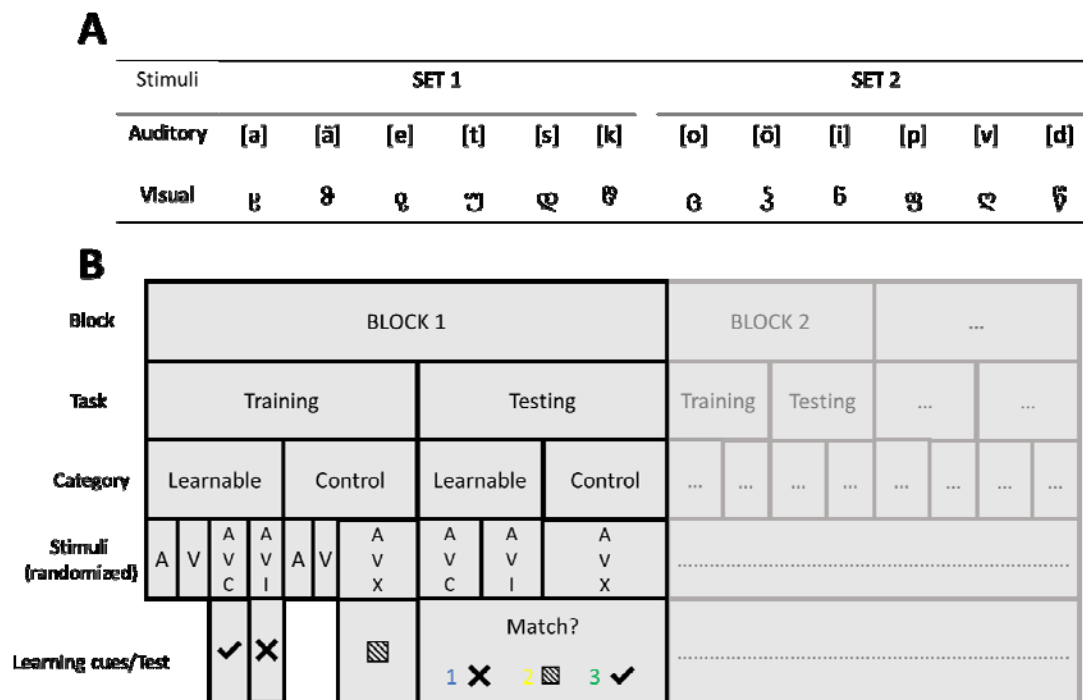 A
Stimuli SET 1 SET 2
Auditory [a] [ã] [e] [t] [s] [k] [o] [õ] [i] [p] [v] [d]
Visual უ დ ც ნ ფ ღ
B
Block BLOCK 1 BLOCK 2 ...
Task Training Testing Training Testing ... ...
Category Learnable Control Learnable Control ... ... ... ... ... ... ... ...
Stimuli
(randomized)
A V A V C A V I A V A V X A V C A V I A V X
Learning cues/Test
Match?
1 ✖ 2 ▧ 3 ✔